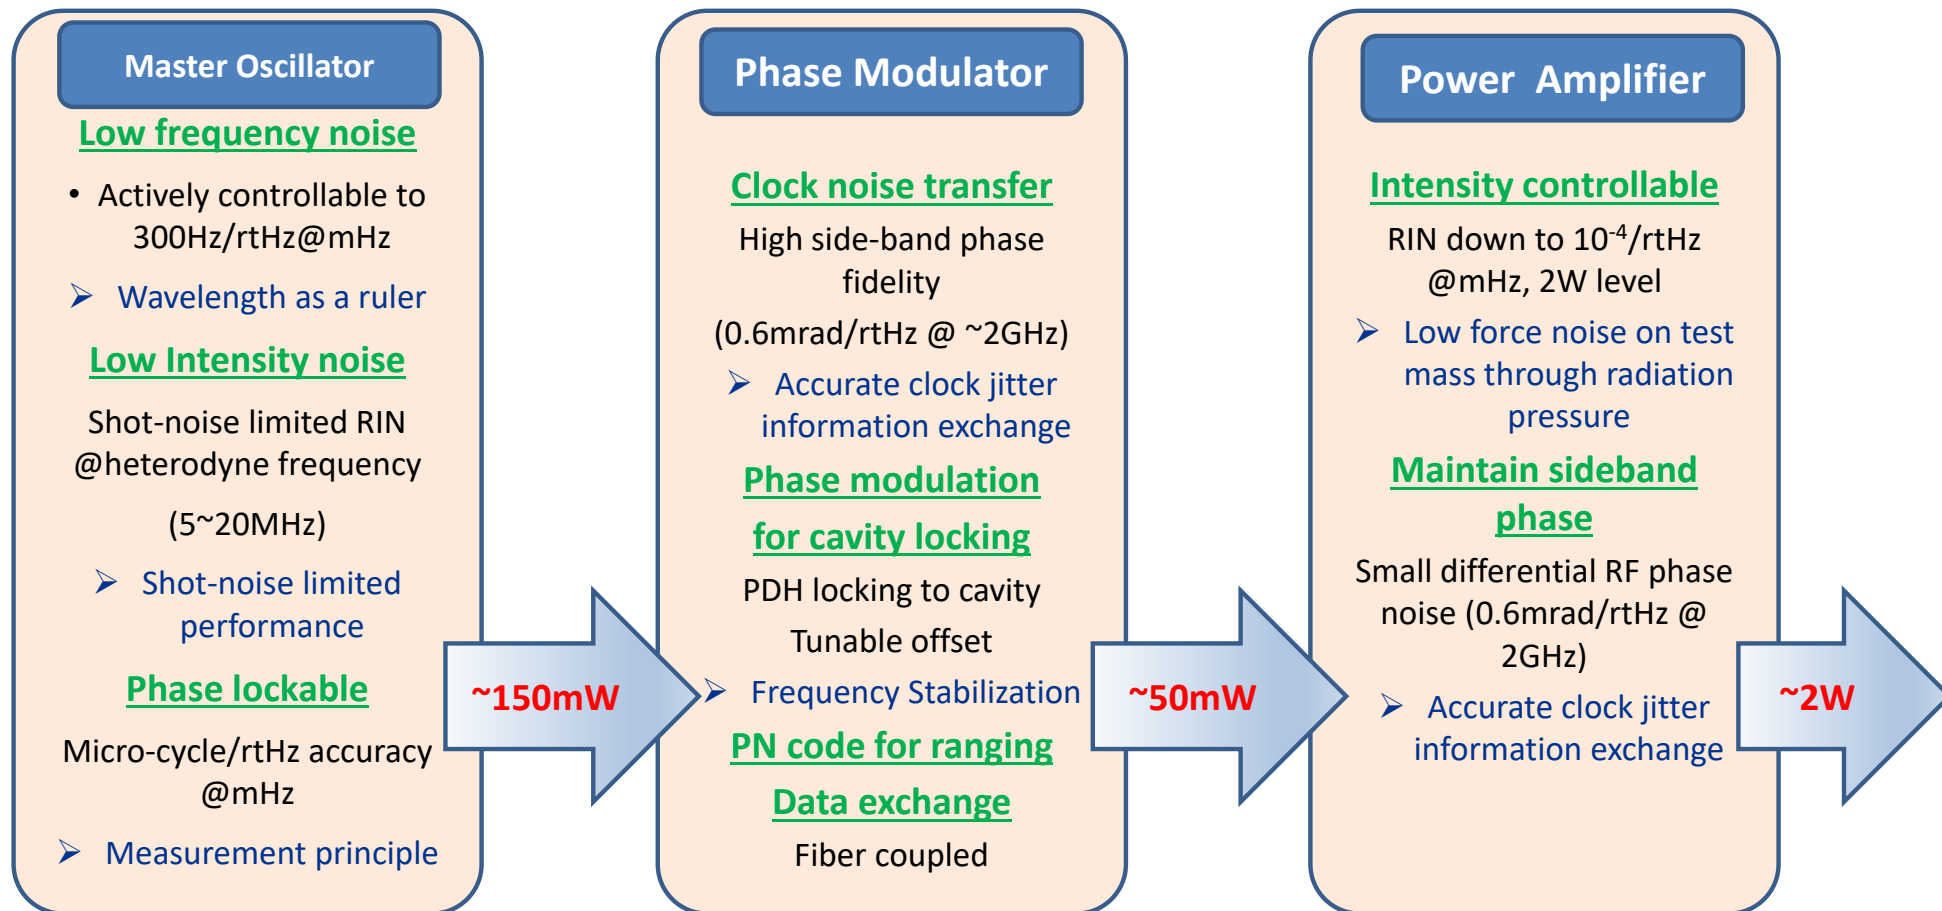 Master Oscillator
Low frequency noise
• Actively controllable to
300Hz/rtHz@mHz
➢ Wavelength as a ruler
Low Intensity noise
Shot-noise limited RIN
@heterodyne frequency
(5~20MHz)
➢ Shot-noise limited
performance
Phase lockable
Micro-cycle/rtHz accuracy
@mHz
➢ Measurement principle
~150mW
Phase Modulator
Clock noise transfer
High side-band phase
fidelity
(0.6mrad/rtHz @ ~2GHz)
➢ Accurate clock jitter
information exchange
Phase modulation
for cavity locking
PDH locking to cavity
Tunable offset
➢ Frequency Stabilization
PN code for ranging
Data exchange
Fiber coupled
~50mW
Power Amplifier
Intensity controllable
RIN down to 10⁻⁴/rtHz
@mHz, 2W level
➢ Low force noise on test
mass through radiation
pressure
Maintain sideband
phase
Small differential RF phase
noise (0.6mrad/rtHz @
2GHz)
➢ Accurate clock jitter
information exchange
~2W